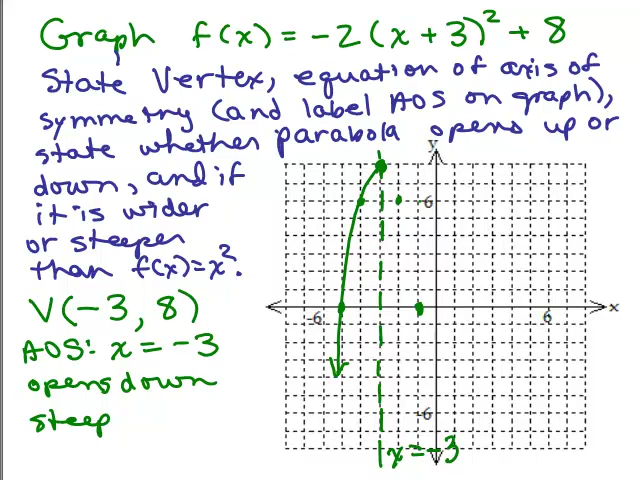 Graph f(x) = -2(x+3)² + 8
State Vertex, equation of axis of
symmetry (and label AOS on graph),
state whether parabola opens up or
down, and if
it is wider
or steeper
than f(x)=x².
V(-3, 8)
AOS: x = -3
opens down
steep
y
6
-6
6
x
-6
x = -3